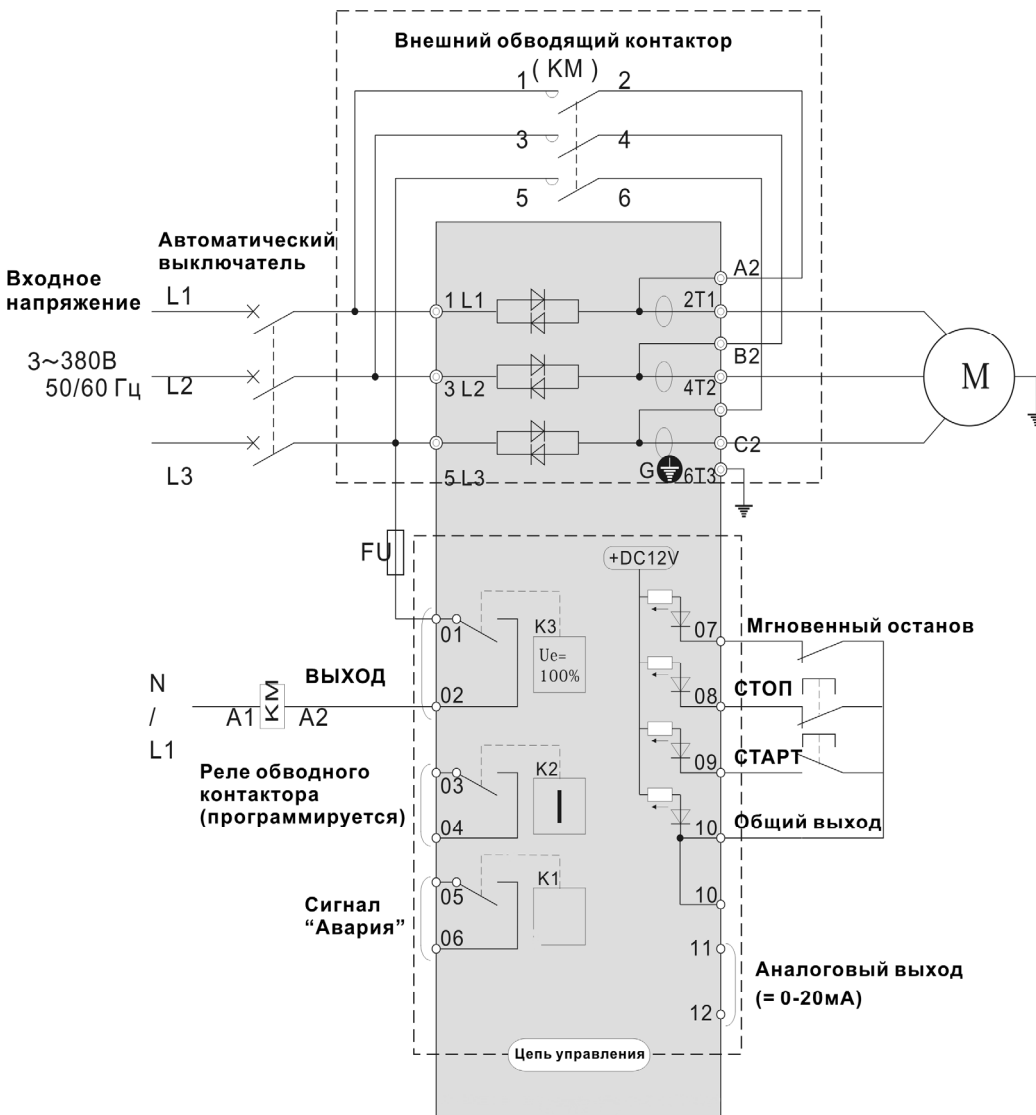 Внешний обводящий контактор
( KM )
1
2
3
4
5
6
Автоматический
выключатель
Входное
напряжение
L1
3~380В
50/60 Гц
L2
L3
A2
1 L1
2T1
B2
3 L2
4T2
C2
5 L3
G
6T3
M
FU
+DC12V
01
K3
Ue=
100%
07
Мгновенный останов
02
ВЫХОД
08
СТОП
N
/
L1
A1
KM
A2
09
СТАРТ
Реле обводного
контактора
(программируется)
03
K2
I
04
10
Общий выход
05
K1
Сигнал
“Авария”
06
10
11
Аналоговый выход
(= 0-20мА)
12
Цепь управления